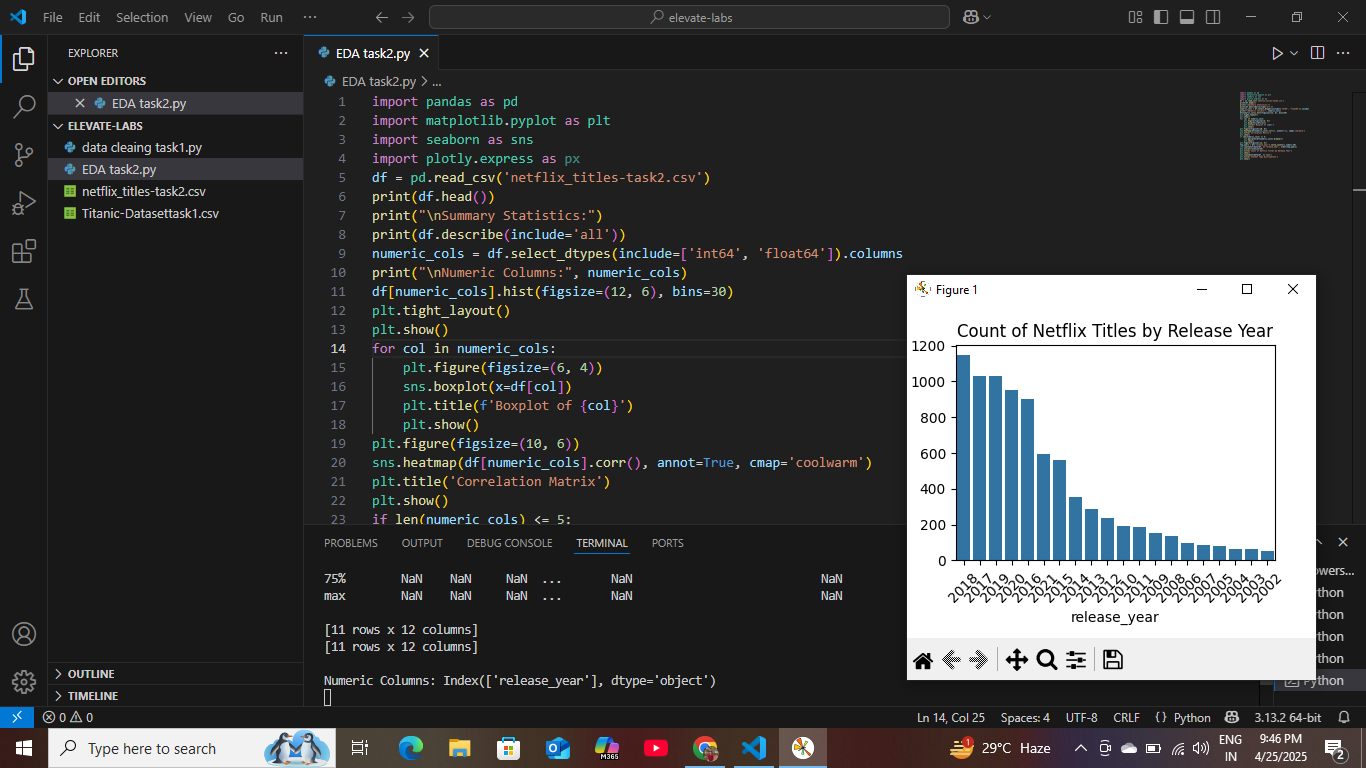 File Edit Selection View Go Run ...
elevate-labs
EXPLORER
OPEN EDITORS
EDA task2.py
ELEVATE-LABS
data cleaing task1.py
EDA task2.py
netflix_titles-task2.csv
Titanic-Datasettask1.csv
OUTLINE
TIMELINE
EDA task2.py
EDA task2.py > ...
1 import pandas as pd
2 import matplotlib.pyplot as plt
3 import seaborn as sns
4 import plotly.express as px
5 df = pd.read_csv('netflix_titles-task2.csv')
6 print(df.head())
7 print("\nSummary Statistics:")
8 print(df.describe(include='all'))
9 numeric_cols = df.select_dtypes(include=['int64', 'float64']).columns
10 print("\nNumeric Columns:", numeric_cols)
11 df[numeric_cols].hist(figsize=(12, 6), bins=30)
12 plt.tight_layout()
13 plt.show()
14 for col in numeric_cols:
15 plt.figure(figsize=(6, 4))
16 sns.boxplot(x=df[col])
17 plt.title(f'Boxplot of {col}')
18 plt.show()
19 plt.figure(figsize=(10, 6))
20 sns.heatmap(df[numeric_cols].corr(), annot=True, cmap='coolwarm')
21 plt.title('Correlation Matrix')
22 plt.show()
23 if len(numeric_cols) <= 5:
Figure 1
Count of Netflix Titles by Release Year
1200
1000
800
600
400
200
0
2018 2017 2019 2020 2016 2021 2015 2014 2013 2012 2010 2011 2009 2008 2006 2007 2005 2004 2003 2002
release_year
PROBLEMS OUTPUT DEBUG CONSOLE TERMINAL PORTS
75% NaN NaN NaN ... NaN NaN
max NaN NaN NaN ... NaN NaN
[11 rows x 12 columns]
[11 rows x 12 columns]
Numeric Columns: Index(['release_year'], dtype='object')
Python
0 0
Ln 14, Col 25 Spaces: 4 UTF-8 CRLF {} Python 3.13.2 64-bit
Type here to search
M365
1
29°C Haze
ENG
IN
9:46 PM
4/25/2025
2